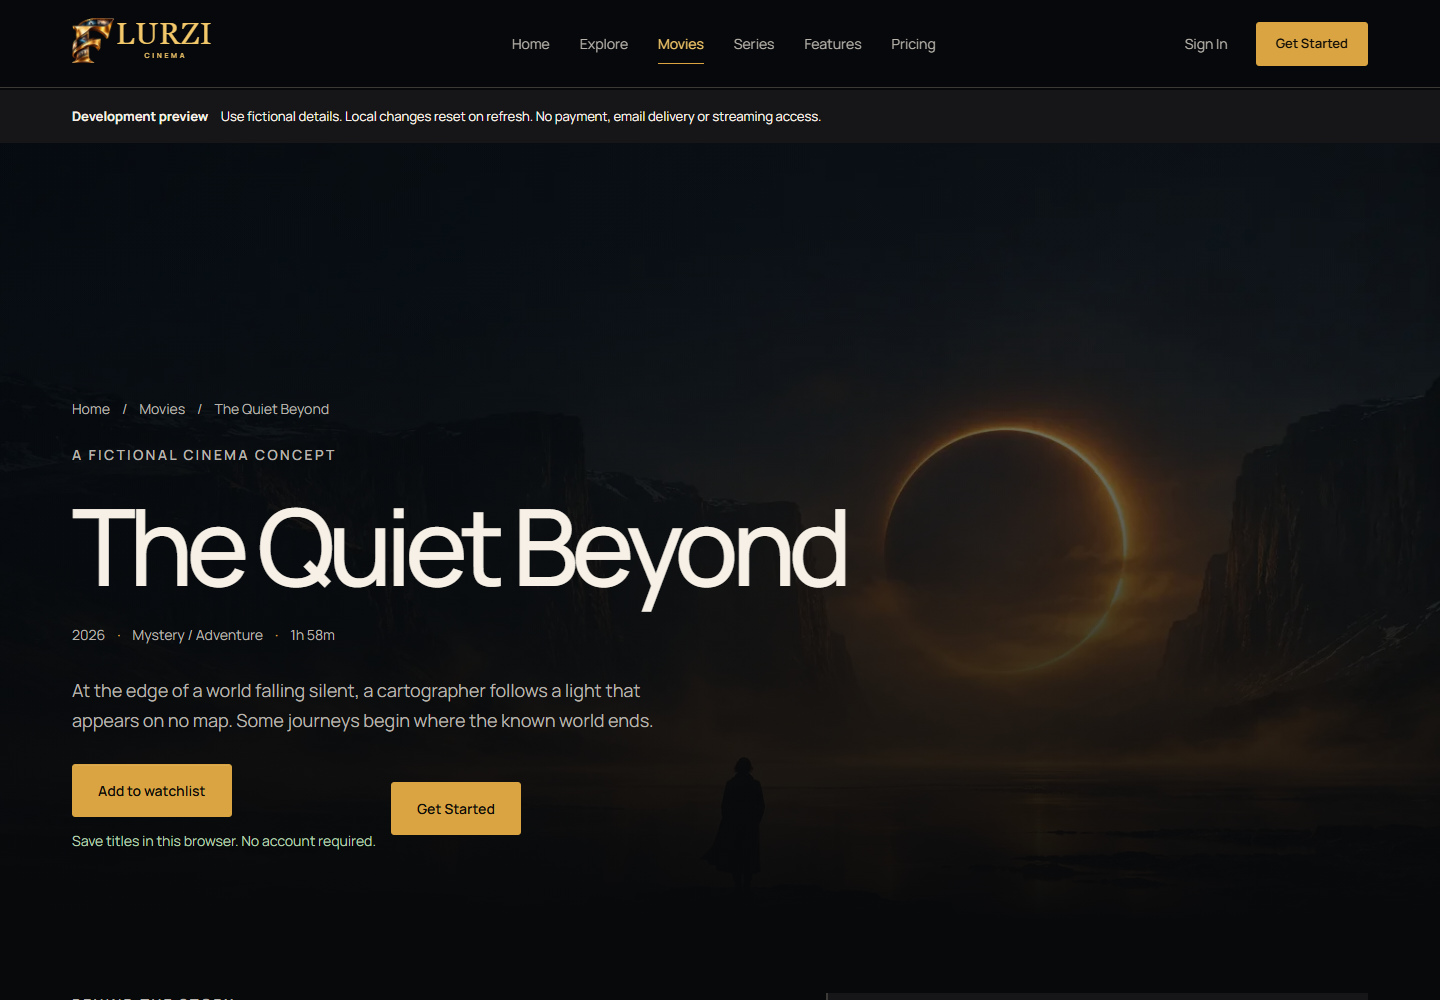 FLURZI
CINEMA
Home Explore Movies Series Features Pricing
Sign In
Get Started
Development preview Use fictional details. Local changes reset on refresh. No payment, email delivery or streaming access.
Home / Movies / The Quiet Beyond
A FICTIONAL CINEMA CONCEPT
The Quiet Beyond
2026 · Mystery / Adventure · 1h 58m
At the edge of a world falling silent, a cartographer follows a light that
appears on no map. Some journeys begin where the known world ends.
Add to watchlist
Get Started
Save titles in this browser. No account required.